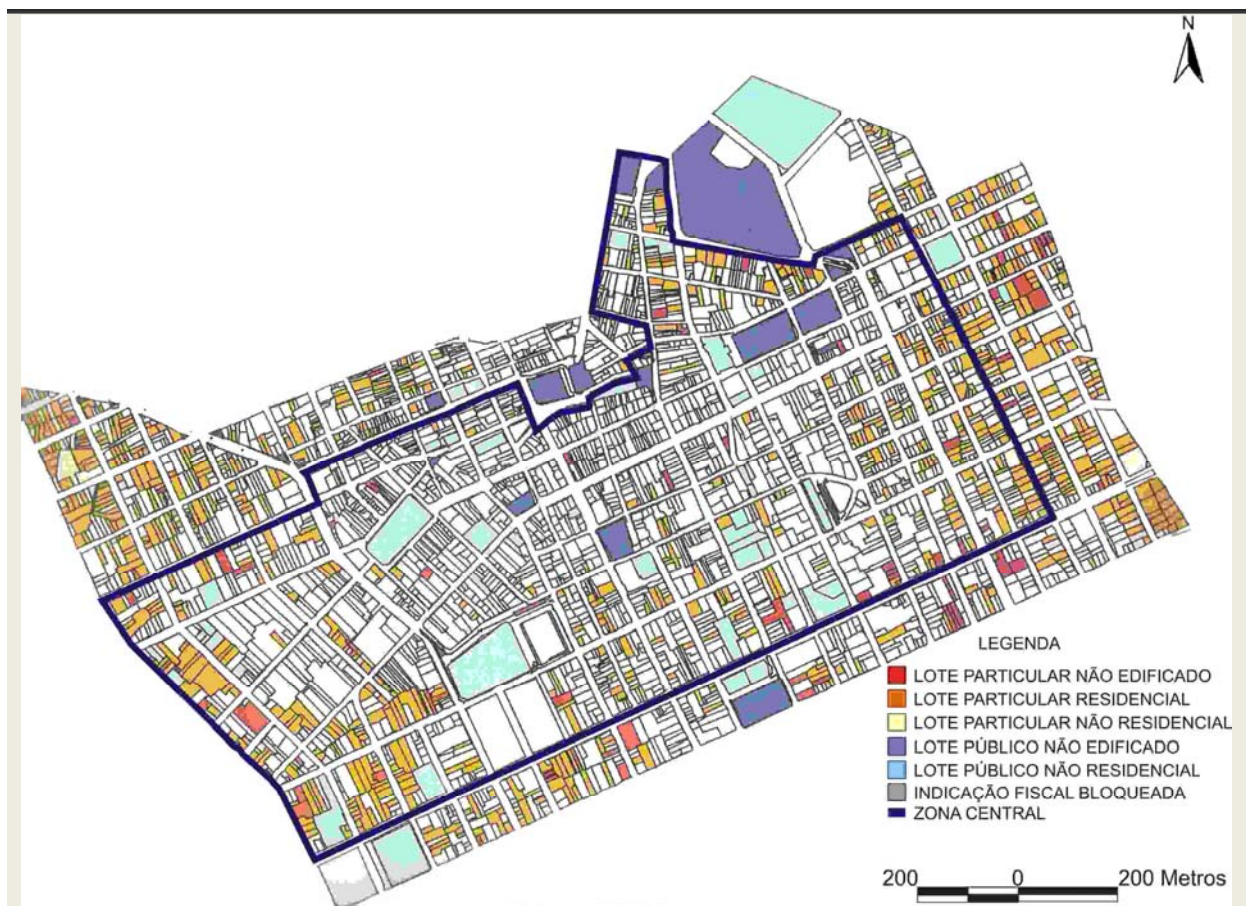 N
LEGENDA
LOTE PARTICULAR NÃO EDIFICADO
LOTE PARTICULAR RESIDENCIAL
LOTE PARTICULAR NÃO RESIDENCIAL
LOTE PÚBLICO NÃO EDIFICADO
LOTE PÚBLICO NÃO RESIDENCIAL
INDICAÇÃO FISCAL BLOQUEADA
ZONA CENTRAL
200 0 200 Metros